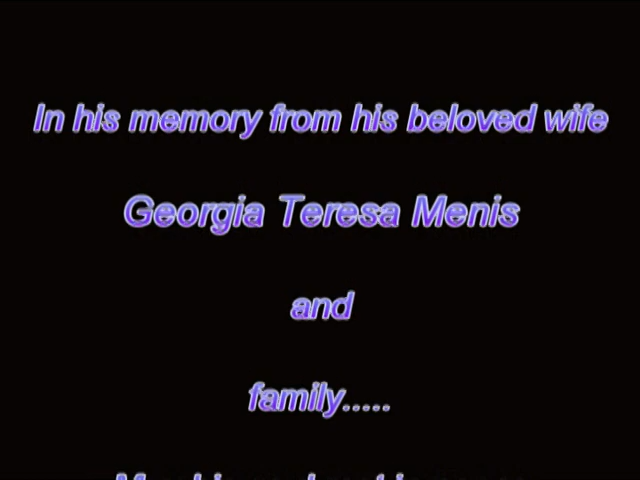 In his memory from his beloved wife
Georgia Teresa Menis
and
family.....